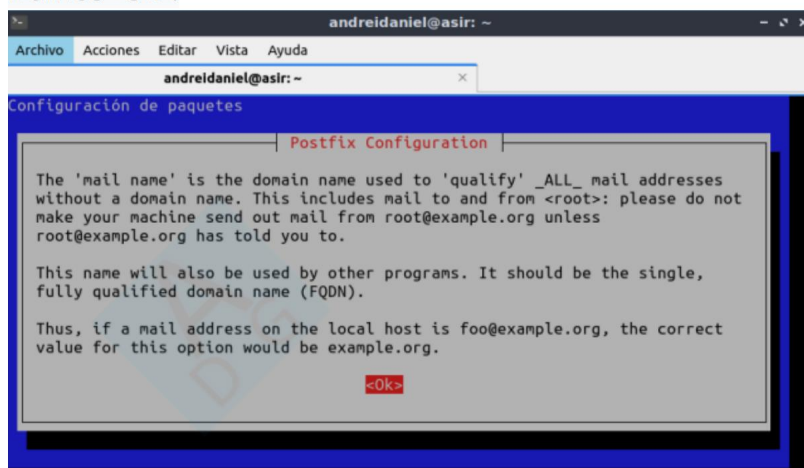 andreidaniel@asir: ~
Archivo Acciones Editar Vista Ayuda
andreidaniel@asir: ~
Configuración de paquetes
Postfix Configuration
The 'mail name' is the domain name used to 'qualify' _ALL_ mail addresses
without a domain name. This includes mail to and from <root>: please do not
make your machine send out mail from root@example.org unless
root@example.org has told you to.
This name will also be used by other programs. It should be the single,
fully qualified domain name (FQDN).
Thus, if a mail address on the local host is foo@example.org, the correct
value for this option would be example.org.
<Ok>